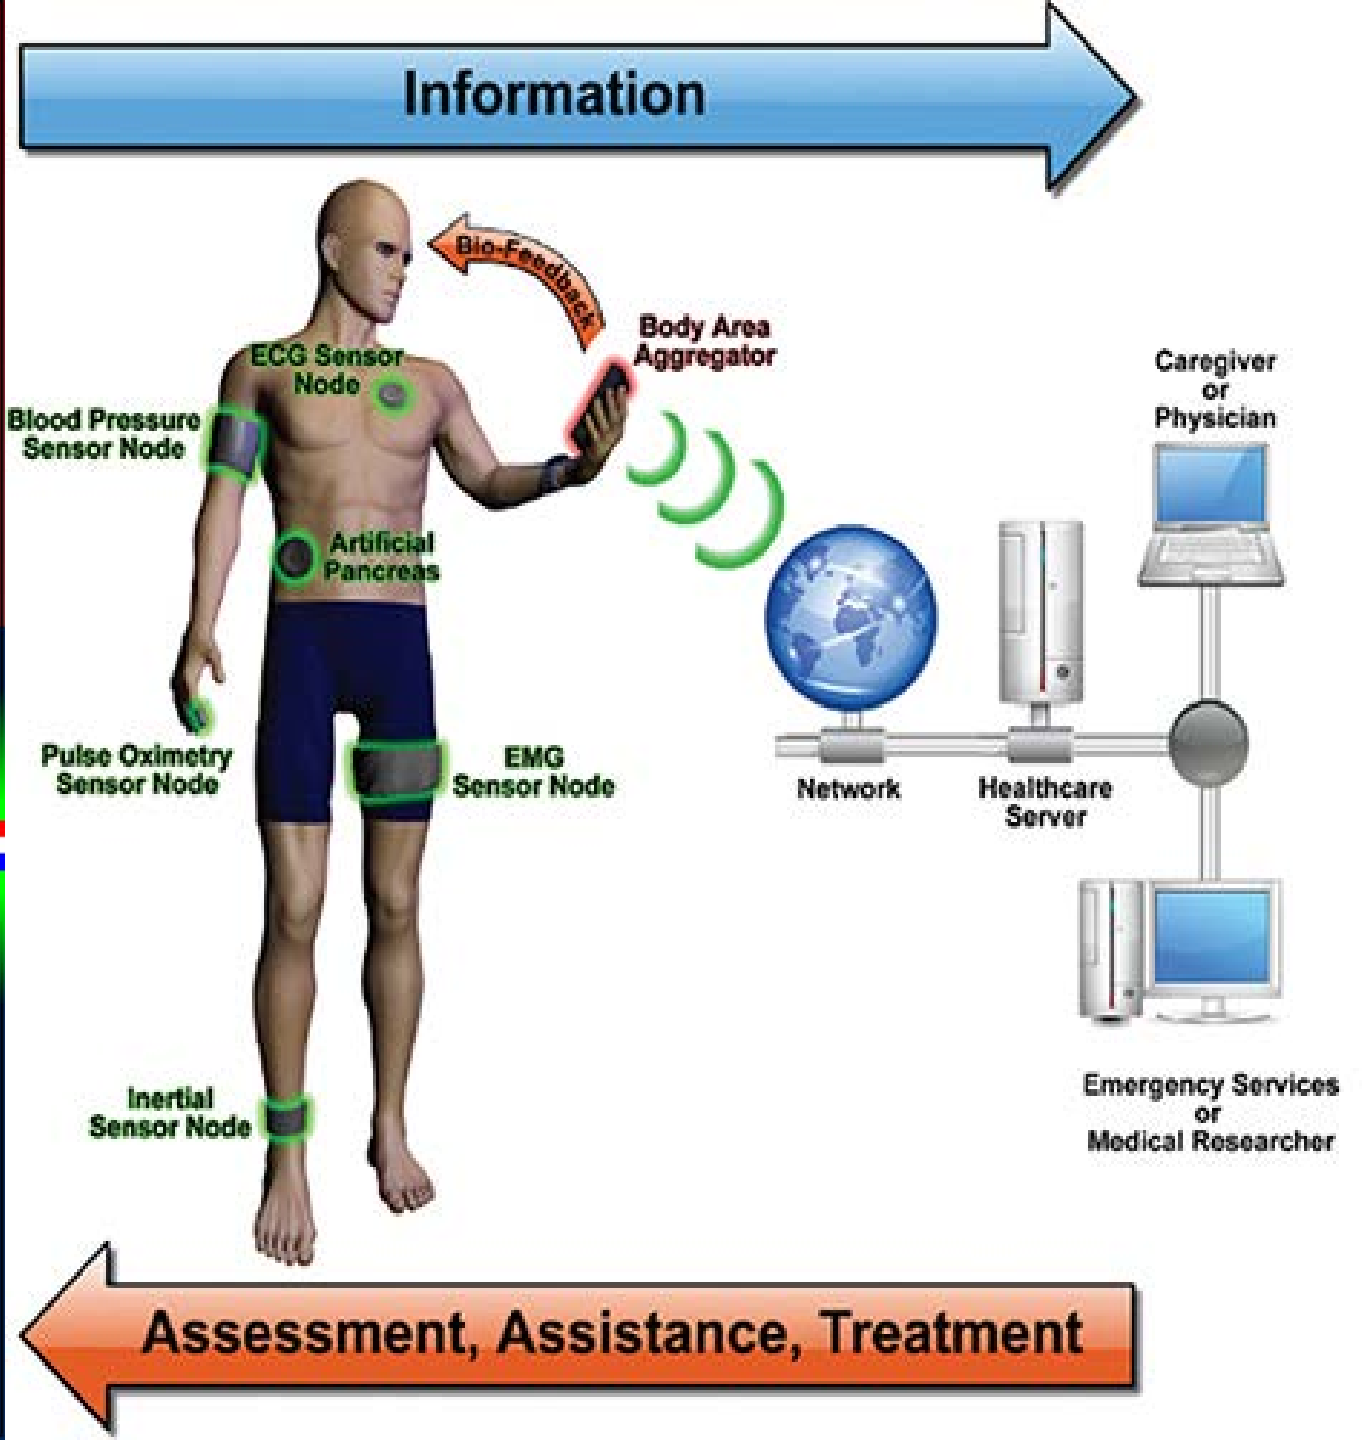 Information
Bio-Feedback
Body Area
Aggregator
ECG Sensor
Node
Blood Pressure
Sensor Node
Caregiver
or
Physician
Artificial
Pancreas
Pulse Oximetry
Sensor Node
EMG
Sensor Node
Network
Healthcare
Server
Inertial
Sensor Node
Emergency Services
or
Medical Researcher
Assessment, Assistance, Treatment